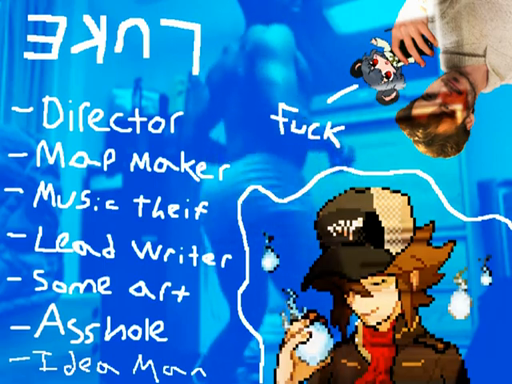 LUKE
- Director
- Map Maker
- Music theif
- Lead writer
- Some art
- Asshole
- Idea Man
fuck